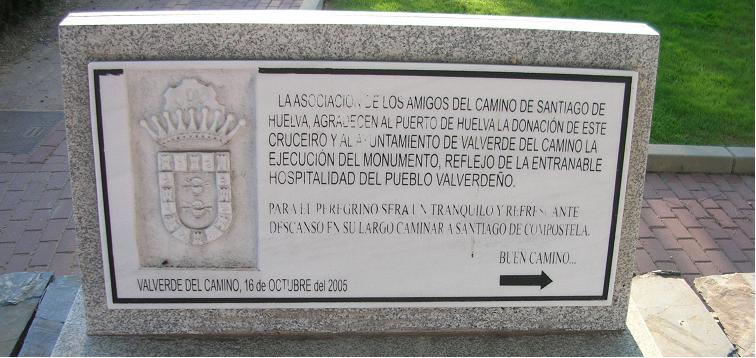 LA ASOCIACIÓN DE LOS AMIGOS DEL CAMINO DE SANTIAGO DE
HUELVA, AGRADECEN AL PUERTO DE HUELVA LA DONACIÓN DE ESTE
CRUCEIRO Y AL AYUNTAMIENTO DE VALVERDE DEL CAMINO LA
EJECUCIÓN DEL MONUMENTO, REFLEJO DE LA ENTRANABLE
HOSPITALIDAD DEL PUEBLO VALVERDEÑO.
PARA EL PEREGRINO SERA UN TRANQUILO Y REFRESCANTE
DESCANSO EN SU LARGO CAMINAR A SANTIAGO DE COMPOSTELA.
BUEN CAMINO...
VALVERDE DEL CAMINO, 16 de OCTUBRE del 2005